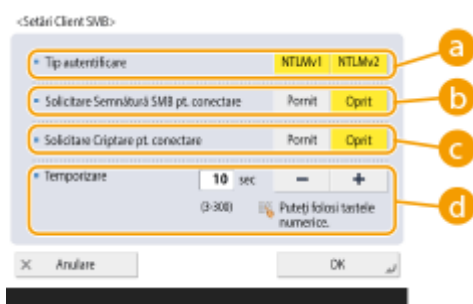 <Setări Client SMB>
Tip autentificare NTLMv1 NTLMv2 a
Solicitare Semnătură SMB pt. conectare Pornit Oprit b
Solicitare Criptare pt. conectare Pornit Oprit c
Temporizare 10 sec − + d
(3-300) Puteți folosi tastele
numerice.
× Anulare OK